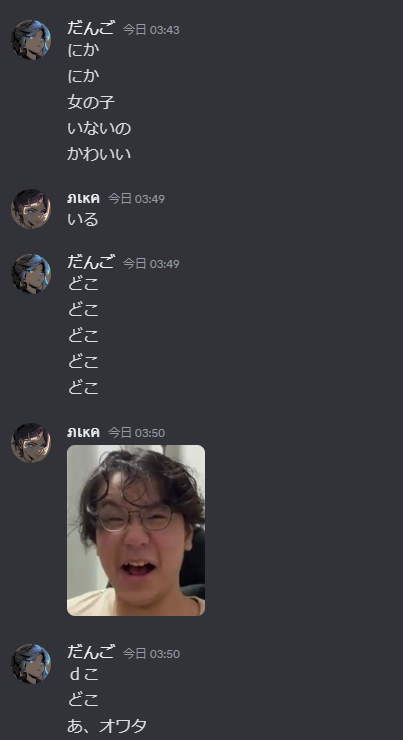 だんご 今日 03:43
にか
にか
女の子
いないの
かわいい
ภเкค 今日 03:49
いる
だんご 今日 03:49
どこ
どこ
どこ
どこ
どこ
ภเкค 今日 03:50
だんご 今日 03:50
ｄこ
どこ
あ、オワタ